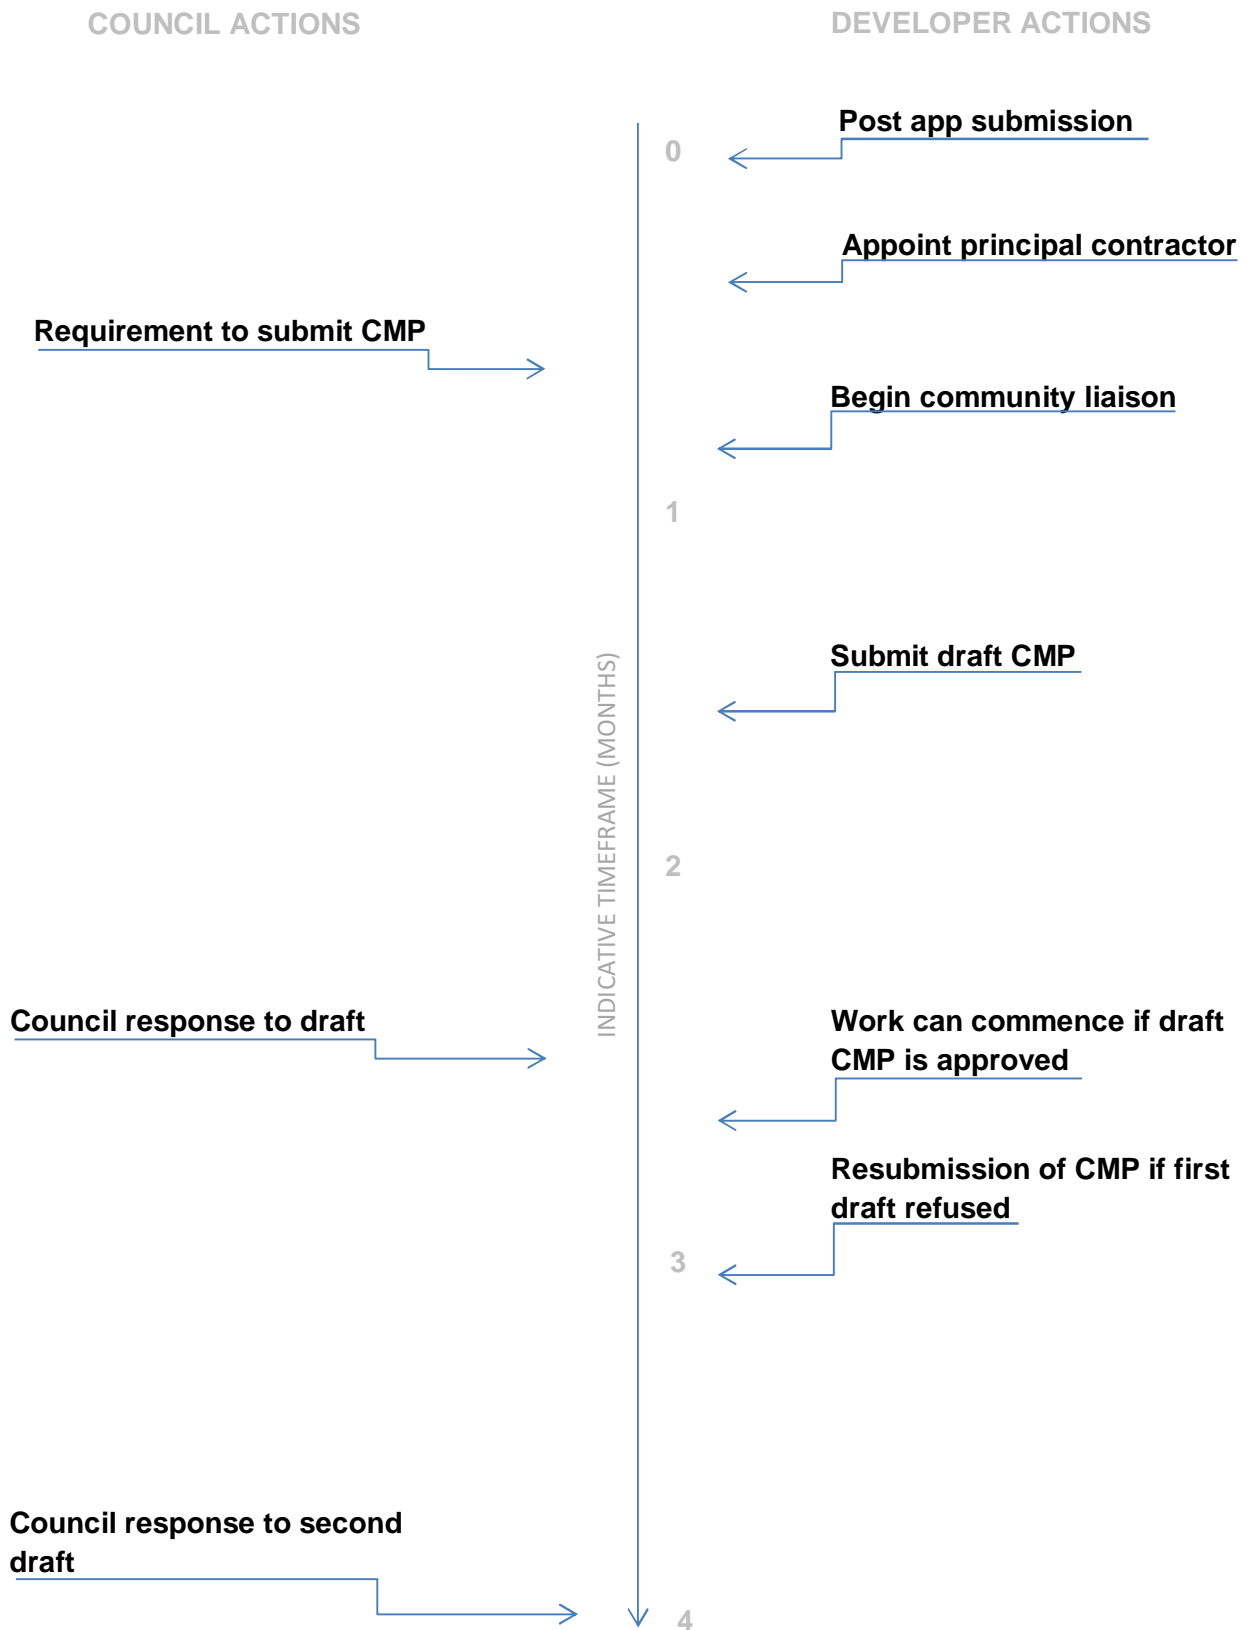 COUNCIL ACTIONS
DEVELOPER ACTIONS
Post app submission
0
Appoint principal contractor
Requirement to submit CMP
Begin community liaison
1
Submit draft CMP
INDICATIVE TIMEFRAME (MONTHS)
2
Council response to draft
Work can commence if draft
CMP is approved
Resubmission of CMP if first
draft refused
3
Council response to second
draft
4